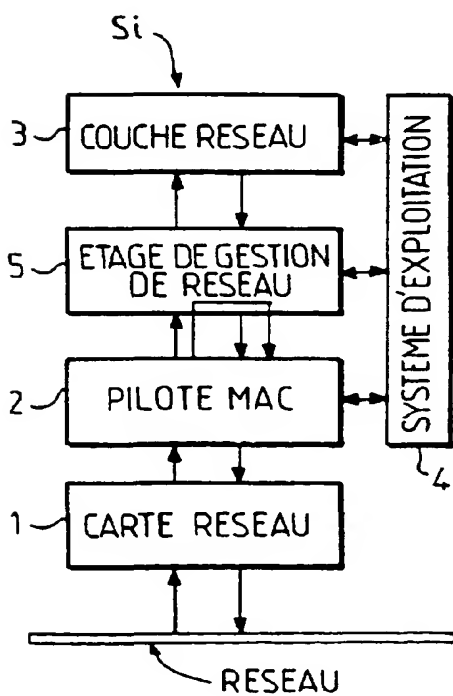 Si
3 COUCHE RESEAU
5 ETAGE DE GESTION
DE RESEAU
2 PILOTE MAC
1 CARTE RESEAU
SYSTÈME D'EXPLOITATION
4
RESEAU